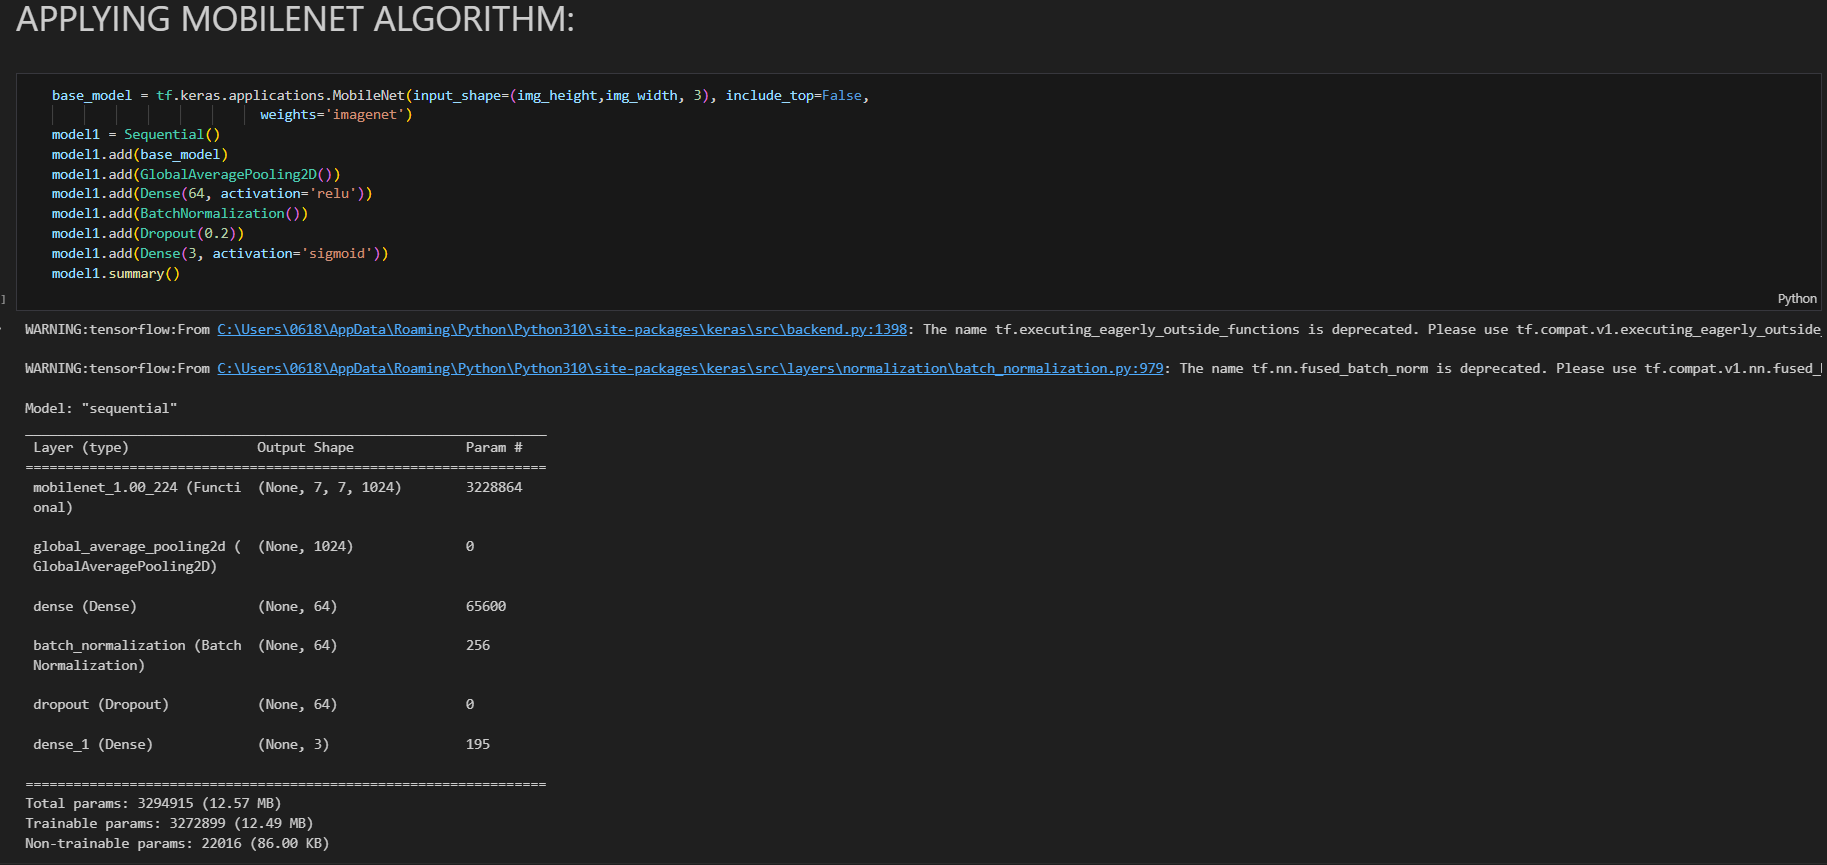 APPLYING MOBILENET ALGORITHM:
base_model = tf.keras.applications.MobileNet(input_shape=(img_height,img_width, 3), include_top=False,
weights='imagenet')
model1 = Sequential()
model1.add(base_model)
model1.add(GlobalAveragePooling2D())
model1.add(Dense(64, activation='relu'))
model1.add(BatchNormalization())
model1.add(Dropout(0.2))
model1.add(Dense(3, activation='sigmoid'))
model1.summary()
]
Python
WARNING:tensorflow:From C:\Users\0618\AppData\Roaming\Python\Python310\site-packages\keras\src\backend.py:1398: The name tf.executing_eagerly_outside_functions is deprecated. Please use tf.compat.v1.executing_eagerly_outside_
WARNING:tensorflow:From C:\Users\0618\AppData\Roaming\Python\Python310\site-packages\keras\src\layers\normalization\batch_normalization.py:979: The name tf.nn.fused_batch_norm is deprecated. Please use tf.compat.v1.nn.fused_
Model: "sequential"
_________________________________________________________________
Layer (type) Output Shape Param #
=================================================================
mobilenet_1.00_224 (Functi (None, 7, 7, 1024) 3228864
onal)
global_average_pooling2d ( (None, 1024) 0
GlobalAveragePooling2D)
dense (Dense) (None, 64) 65600
batch_normalization (Batch (None, 64) 256
Normalization)
dropout (Dropout) (None, 64) 0
dense_1 (Dense) (None, 3) 195
=================================================================
Total params: 3294915 (12.57 MB)
Trainable params: 3272899 (12.49 MB)
Non-trainable params: 22016 (86.00 KB)